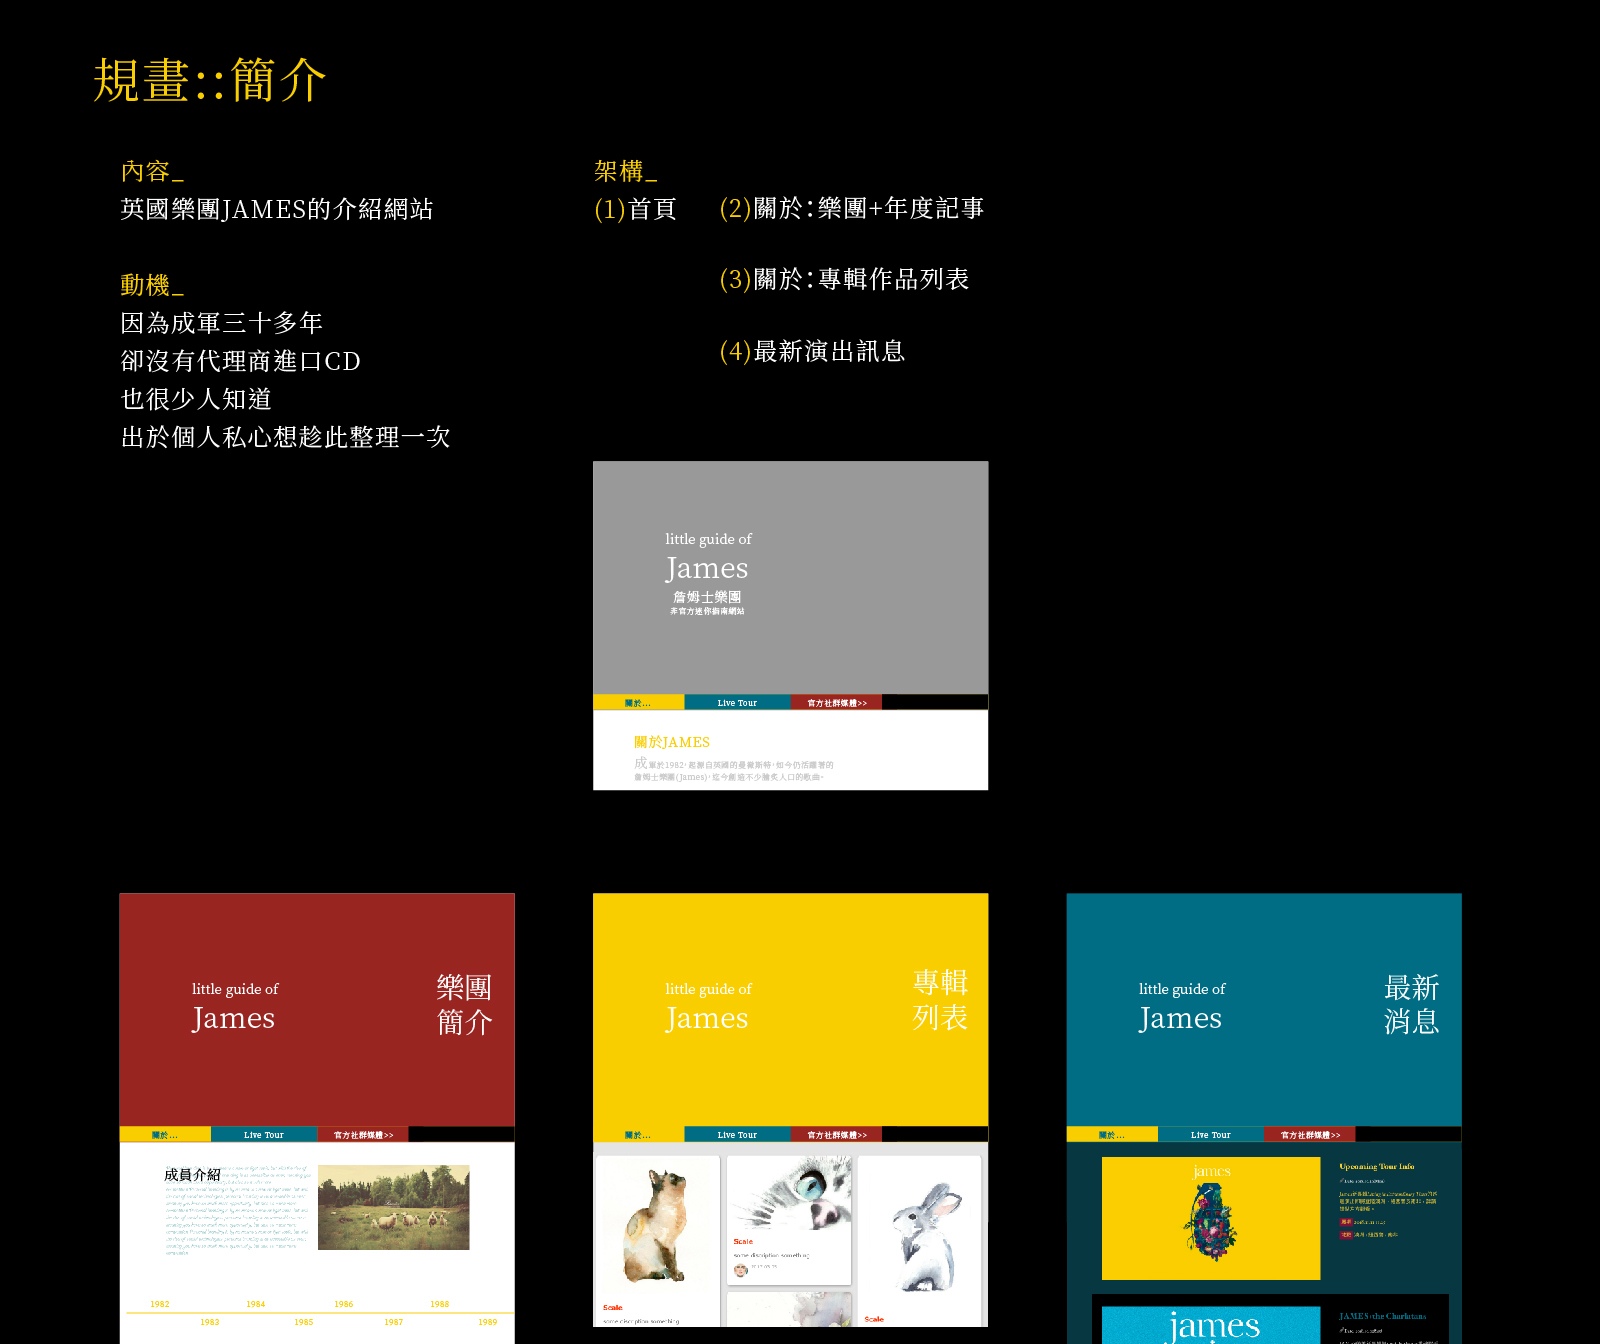 規畫::簡介
內容_
英國樂團JAMES的介紹網站
動機_
因為成軍三十多年
卻沒有代理商進口CD
也很少人知道
出於個人私心想趁此整理一次
架構_
(1)首頁
(2)關於:樂團+年度記事
(3)關於:專輯作品列表
(4)最新演出訊息
little guide of
James
詹姆士樂團
非官方迷你指南網站
關於... Live Tour 官方社群媒體>>
關於JAMES
成軍於1982,起源自英國的曼徹斯特,如今仍活躍著的
詹姆士樂團(James),迄今創造不少膾炙人口的歌曲。
little guide of
James
樂團
簡介
關於... Live Tour 官方社群媒體>>
成員介紹
1982 1984 1986 1988
1983 1985 1987 1989
little guide of
James
專輯
列表
關於... Live Tour 官方社群媒體>>
Scale
some discription something
Scale
some discription something
Scale
little guide of
James
最新
消息
關於... Live Tour 官方社群媒體>>
james
Upcoming Tour Info
james
JAMES+the Charlatans